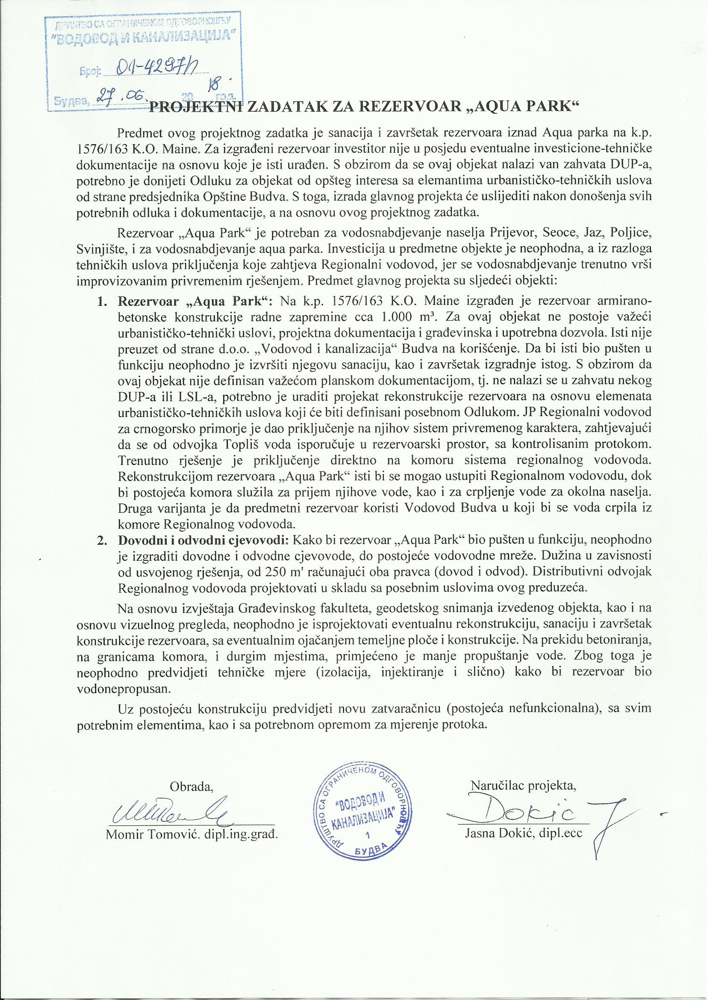 ДРУШТВО СА ОГРАНИЧЕНОМ ОДГОВОРНОШЋУ
"ВОДОВОД И КАНАЛИЗАЦИЈА"
Број: 01-4297/1
Будва, 27.06. 2018. год.
PROJEKTNI ZADATAK ZA REZERVOAR „AQUA PARK“
Predmet ovog projektnog zadatka je sanacija i završetak rezervoara iznad Aqua parka na k.p.
1576/163 K.O. Maine. Za izgrađeni rezervoar investitor nije u posjedu eventualne investicione-tehničke
dokumentacije na osnovu koje je isti urađen. S obzirom da se ovaj objekat nalazi van zahvata DUP-a,
potrebno je donijeti Odluku za objekat od opšteg interesa sa elemantima urbanističko-tehničkih uslova
od strane predsjednika Opštine Budva. S toga, izrada glavnog projekta će uslijediti nakon donošenja svih
potrebnih odluka i dokumentacije, a na osnovu ovog projektnog zadatka.
Rezervoar „Aqua Park“ je potreban za vodosnabdjevanje naselja Prijevor, Seoce, Jaz, Poljice,
Svinjište, i za vodosnabdjevanje aqua parka. Investicija u predmetne objekte je neophodna, a iz razloga
tehničkih uslova priključenja koje zahtjeva Regionalni vodovod, jer se vodosnabdjevanje trenutno vrši
improvizovanim privremenim rješenjem. Predmet glavnog projekta su sljedeći objekti:
1. Rezervoar „Aqua Park“: Na k.p. 1576/163 K.O. Maine izgrađen je rezervoar armirano-
betonske konstrukcije radne zapremine cca 1.000 m³. Za ovaj objekat ne postoje važeći
urbanističko-tehnički uslovi, projektna dokumentacija i građevinska i upotrebna dozvola. Isti nije
preuzet od strane d.o.o. „Vodovod i kanalizacija“ Budva na korišćenje. Da bi isti bio pušten u
funkciju neophodno je izvršiti njegovu sanaciju, kao i završetak izgradnje istog. S obzirom da
ovaj objekat nije definisan važećom planskom dokumentacijom, tj. ne nalazi se u zahvatu nekog
DUP-a ili LSL-a, potrebno je uraditi projekat rekonstrukcije rezervoara na osnovu elemenata
urbanističko-tehničkih uslova koji će biti definisani posebnom Odlukom. JP Regionalni vodovod
za crnogorsko primorje je dao priključenje na njihov sistem privremenog karaktera, zahtjevajući
da se od odvojka Topliš voda isporučuje u rezervoarski prostor, sa kontrolisanim protokom.
Trenutno rješenje je priključenje direktno na komoru sistema regionalnog vodovoda.
Rekonstrukcijom rezervoara „Aqua Park“ isti bi se mogao ustupiti Regionalnom vodovodu, dok
bi postojeća komora služila za prijem njihove vode, kao i za crpljenje vode za okolna naselja.
Druga varijanta je da predmetni rezervoar koristi Vodovod Budva u koji bi se voda crpila iz
komore Regionalnog vodovoda.
2. Dovodni i odvodni cjevovodi: Kako bi rezervoar „Aqua Park“ bio pušten u funkciju, neophodno
je izgraditi dovodne i odvodne cjevovode, do postojeće vodovodne mreže. Dužina u zavisnosti
od usvojenog rješenja, od 250 m' računajući oba pravca (dovod i odvod). Distributivni odvojak
Regionalnog vodovoda projektovati u skladu sa posebnim uslovima ovog preduzeća.
Na osnovu izvještaja Građevinskog fakulteta, geodetskog snimanja izvedenog objekta, kao i na
osnovu vizuelnog pregleda, neophodno je isprojektovati eventualnu rekonstrukciju, sanaciju i završetak
konstrukcije rezervoara, sa eventualnim ojačanjem temeljne ploče i konstrukcije. Na prekidu betoniranja,
na granicama komora, i durgim mjestima, primjećeno je manje propuštanje vode. Zbog toga je
neophodno predvidjeti tehničke mjere (izolacija, injektiranje i slično) kako bi rezervoar bio
vodonepropusan.
Uz postojeću konstrukciju predvidjeti novu zatvaračnicu (postojeća nefunkcionalna), sa svim
potrebnim elementima, kao i sa potrebnom opremom za mjerenje protoka.
Obrada,
Momir Tomović. dipl.ing.građ.
ДРУШТВО СА ОГРАНИЧЕНОМ ОДГОВОРНОШЋУ
"ВОДОВОД И
КАНАЛИЗАЦИЈА"
1
БУДВА
Naručilac projekta,
Dokić J
Jasna Dokić, dipl.ecc